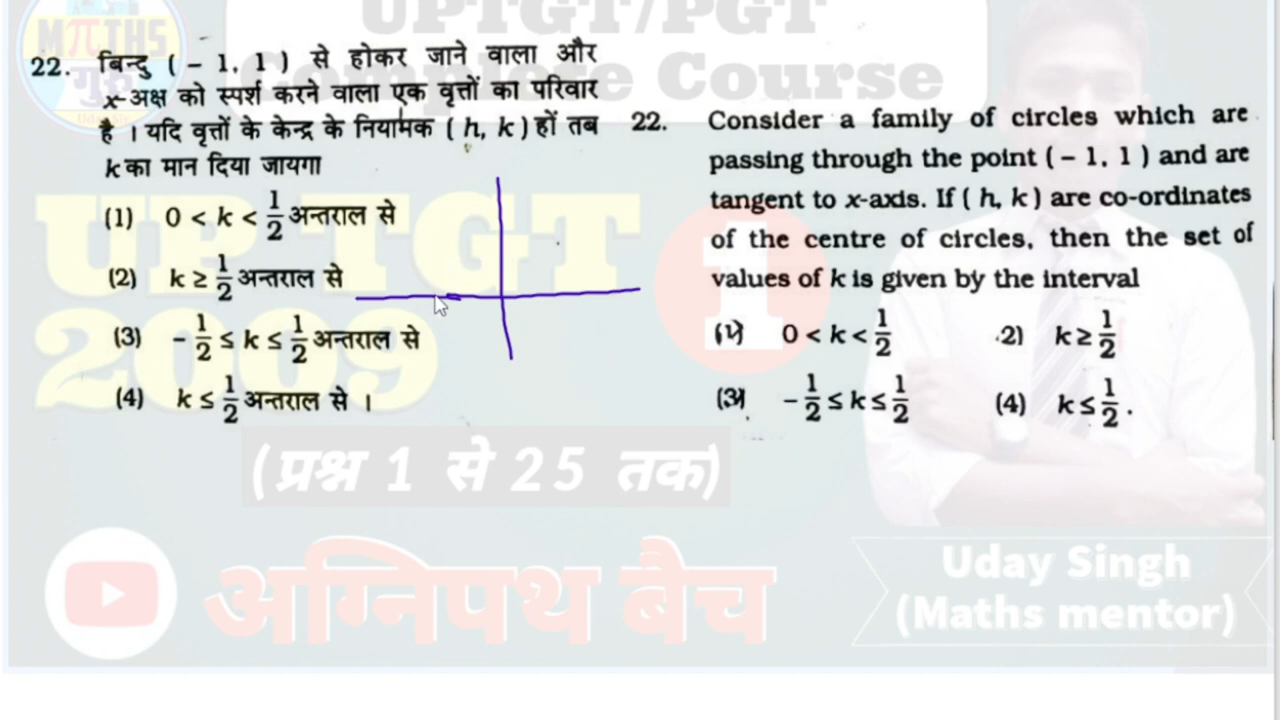 MπTHS
गुरु
UPTGT/PGT
Complete Course
22. बिन्दु ( – 1, 1 ) से होकर जाने वाला और
x-अक्ष को स्पर्श करने वाला एक वृत्तों का परिवार
है । यदि वृत्तों के केन्द्र के नियामक ( h, k ) हों तब
k का मान दिया जायगा
(1) 0 < k < 1/2 अन्तराल से
(2) k ≥ 1/2 अन्तराल से
(3) – 1/2 ≤ k ≤ 1/2 अन्तराल से
(4) k ≤ 1/2 अन्तराल से ।
22. Consider a family of circles which are
passing through the point ( – 1, 1 ) and are
tangent to x-axis. If ( h, k ) are co-ordinates
of the centre of circles, then the set of
values of k is given by the interval
(1) 0 < k < 1/2 2) k ≥ 1/2
(3) – 1/2 ≤ k ≤ 1/2 (4) k ≤ 1/2 .
UP TGT
2009
1
(प्रश्न 1 से 25 तक)
अग्निपथ बैच
Uday Singh
(Maths mentor)